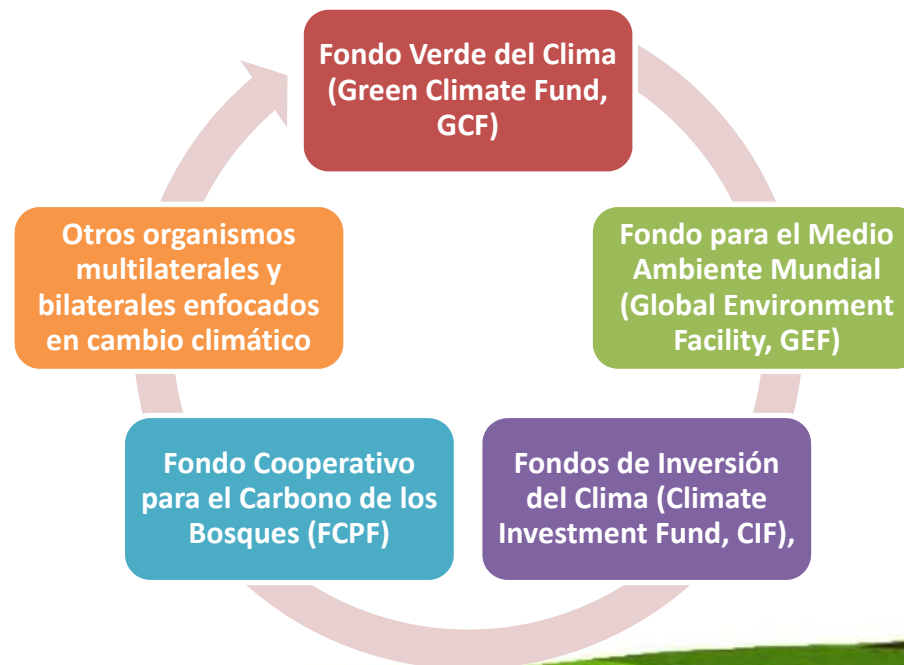 Fondo Verde del Clima
(Green Climate Fund,
GCF)
Fondo para el Medio
Ambiente Mundial
(Global Environment
Facility, GEF)
Fondos de Inversión
del Clima (Climate
Investment Fund, CIF),
Fondo Cooperativo
para el Carbono de los
Bosques (FCPF)
Otros organismos
multilaterales y
bilaterales enfocados
en cambio climático